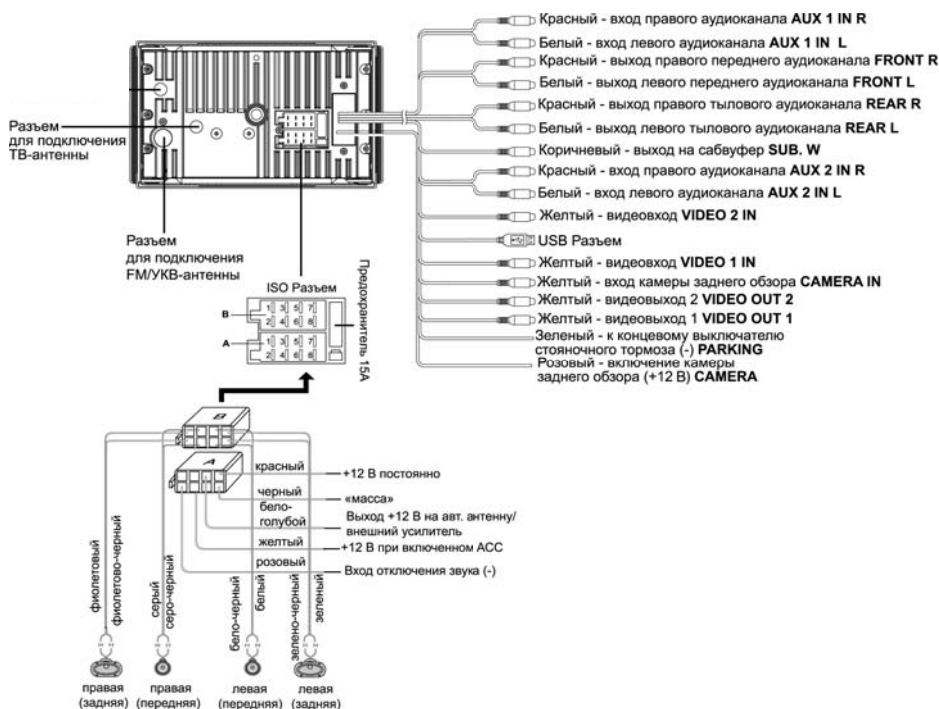 Красный - вход правого аудиоканала AUX 1 IN R
Белый - вход левого аудиоканала AUX 1 IN L
Красный - выход правого переднего аудиоканала FRONT R
Белый - выход левого переднего аудиоканала FRONT L
Красный - выход правого тылового аудиоканала REAR R
Белый - выход левого тылового аудиоканала REAR L
Коричневый - выход на сабвуфер SUB. W
Красный - вход правого аудиоканала AUX 2 IN R
Белый - вход левого аудиоканала AUX 2 IN L
Желтый - видеовход VIDEO 2 IN
USB Разъем
Желтый - видеовход VIDEO 1 IN
Желтый - вход камеры заднего обзора CAMERA IN
Желтый - видеовыход 2 VIDEO OUT 2
Желтый - видеовыход 1 VIDEO OUT 1
Зеленый - к концевому выключателю
стояночного тормоза (-) PARKING
Розовый - включение камеры
заднего обзора (+12 В) CAMERA
Разъем
для подключения
ТВ-антенны
Разъем
для подключения
FM/УКВ-антенны
ISO Разъем
Предохранитель 15А
B
1 3 5 7
2 4 6 8
A
1 3 5 7
2 4 6 8
B
A
красный
+12 В постоянно
черный
«масса»
бело-
голубой
Выход +12 В на авт. антенну/
внешний усилитель
желтый
+12 В при включенном АСС
розовый
Вход отключения звука (-)
фиолетовый
фиолетово-черный
серый
серо-черный
бело-черный
белый
зелено-черный
зеленый
правая
(задняя)
правая
(передняя)
левая
(передняя)
левая
(задняя)